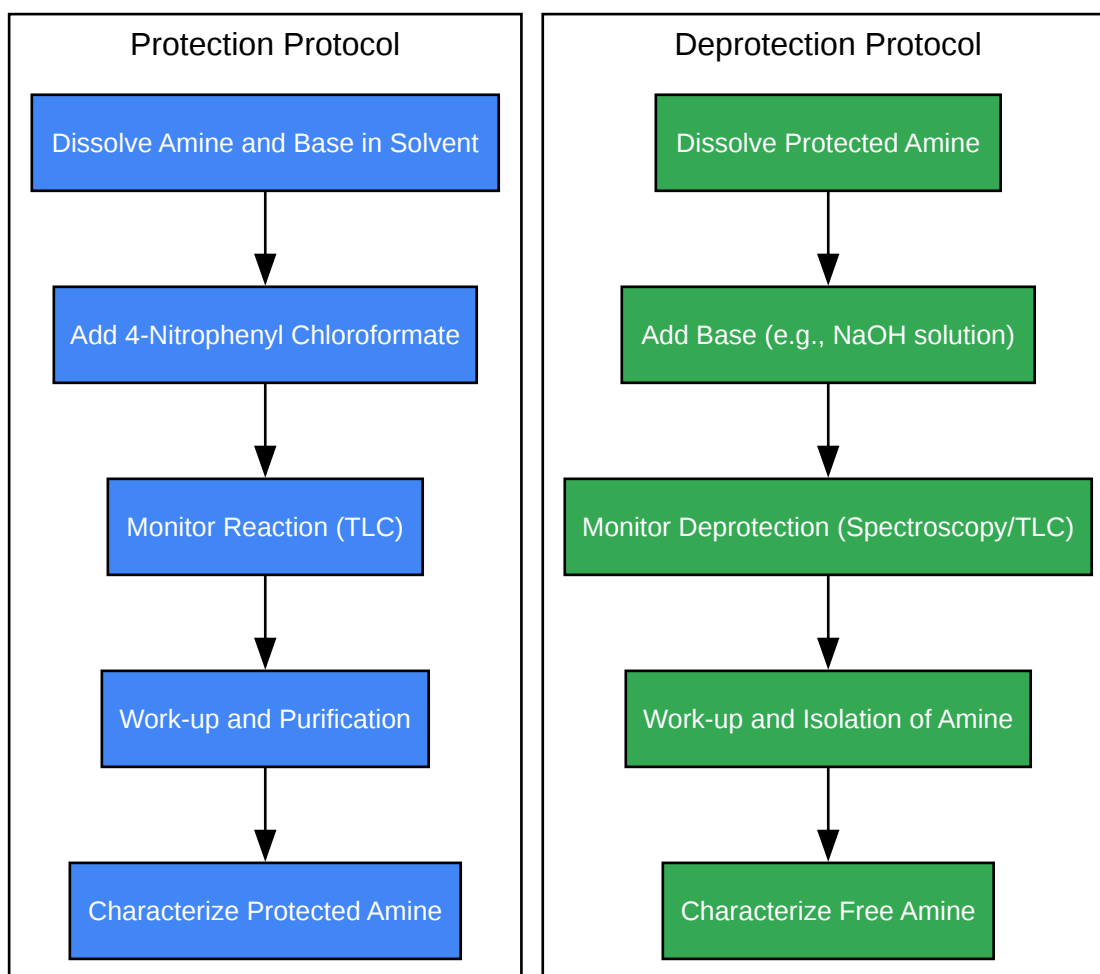 Protection Protocol
Dissolve Amine and Base in Solvent
Add 4-Nitrophenyl Chloroformate
Monitor Reaction (TLC)
Work-up and Purification
Characterize Protected Amine
Deprotection Protocol
Dissolve Protected Amine
Add Base (e.g., NaOH solution)
Monitor Deprotection (Spectroscopy/TLC)
Work-up and Isolation of Amine
Characterize Free Amine